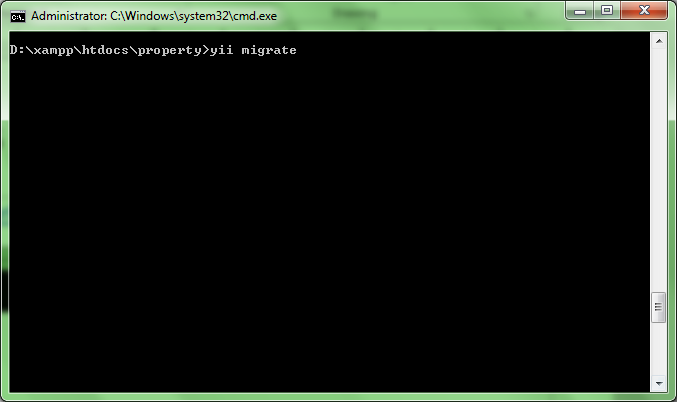 Administrator: C:\Windows\system32\cmd.exe
D:\xampp\htdocs\property>yii migrate